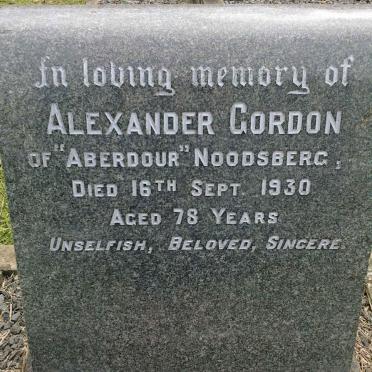 In loving memory of
ALEXANDER GORDON
OF "ABERDOUR" NOODSBERG,
DIED 16TH SEPT. 1930
AGED 78 YEARS
UNSELFISH, BELOVED, SINCERE.